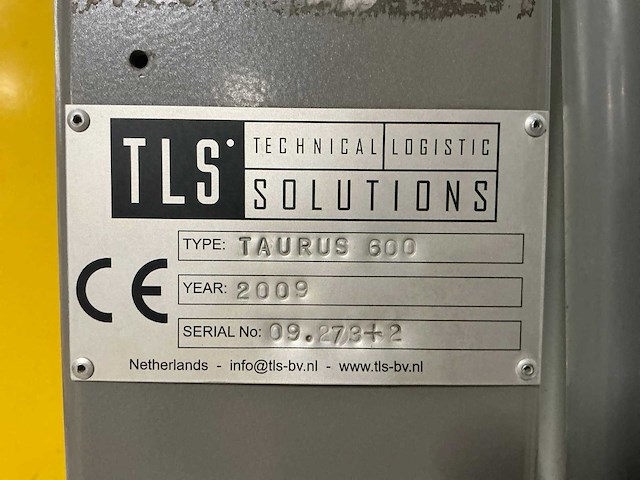 TLS TECHNICAL LOGISTIC
SOLUTIONS
TYPE: TAURUS 600
CE YEAR: 2009
SERIAL No: 09.273+2
Netherlands - info@tls-bv.nl - www.tls-bv.nl